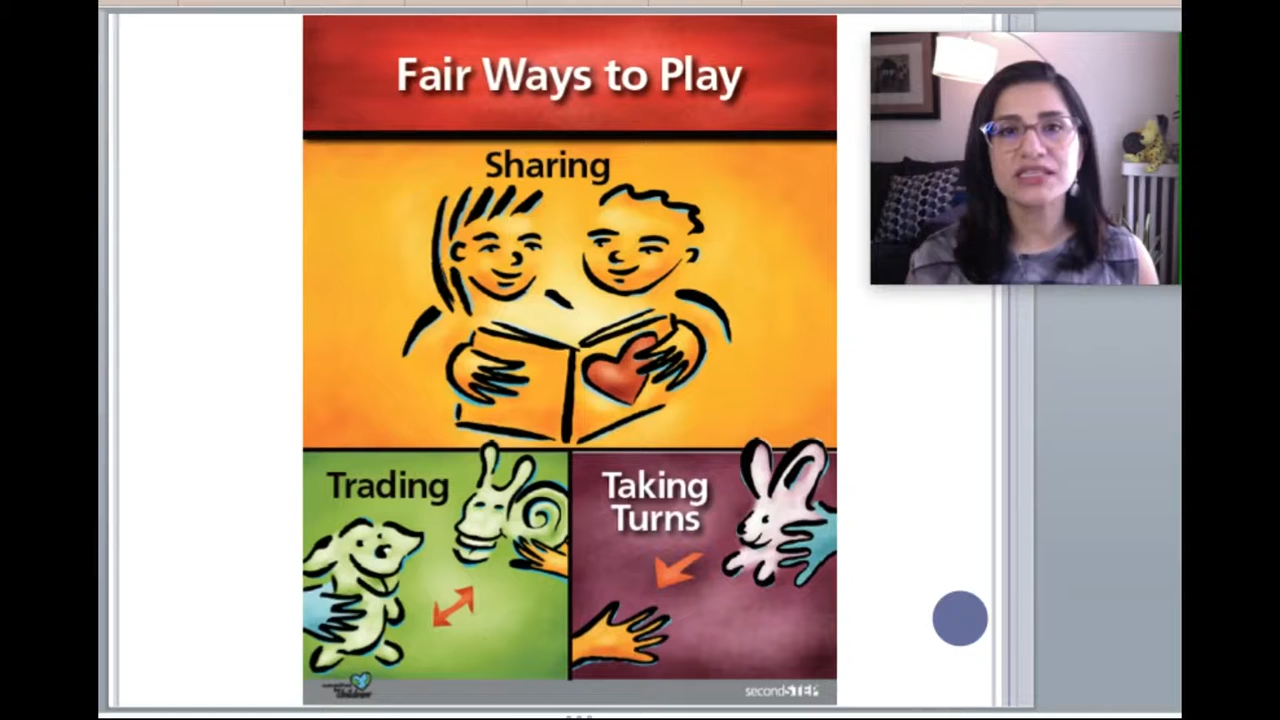 Fair Ways to Play
Sharing
Trading
Taking
Turns
second STEP